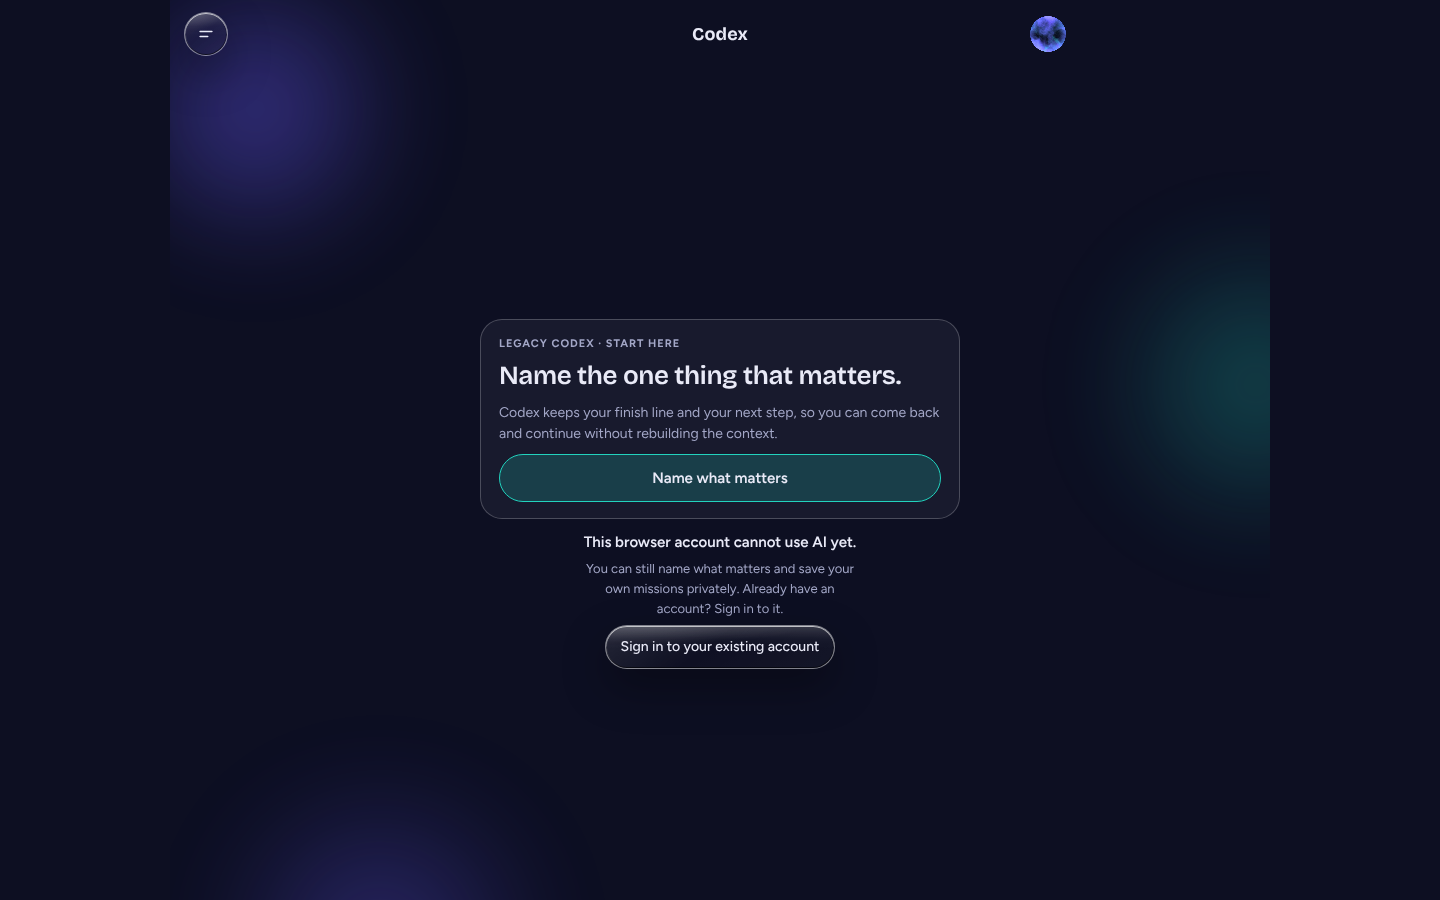 Codex
LEGACY CODEX · START HERE
Name the one thing that matters.
Codex keeps your finish line and your next step, so you can come back
and continue without rebuilding the context.
Name what matters
This browser account cannot use AI yet.
You can still name what matters and save your
own missions privately. Already have an
account? Sign in to it.
Sign in to your existing account